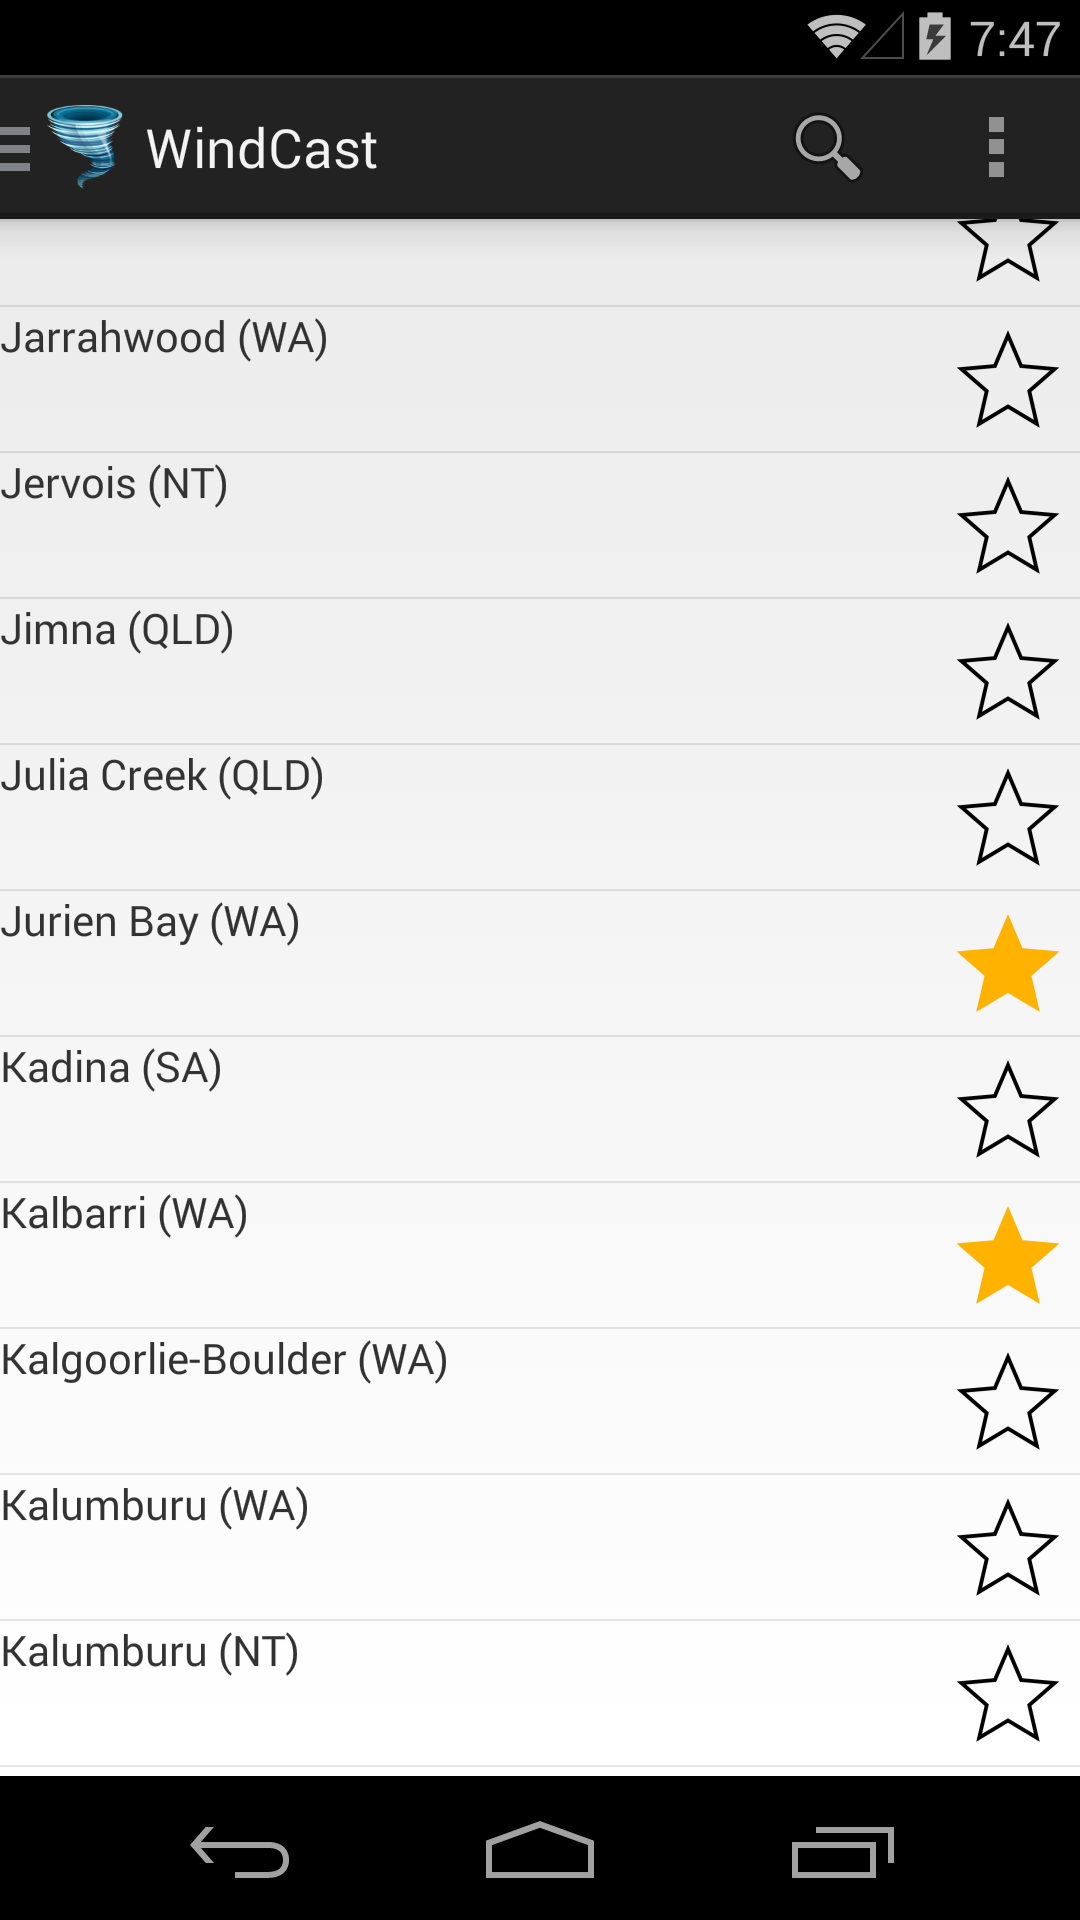 7:47
WindCast
Jarrahwood (WA)
Jervois (NT)
Jimna (QLD)
Julia Creek (QLD)
Jurien Bay (WA)
Kadina (SA)
Kalbarri (WA)
Kalgoorlie-Boulder (WA)
Kalumburu (WA)
Kalumburu (NT)